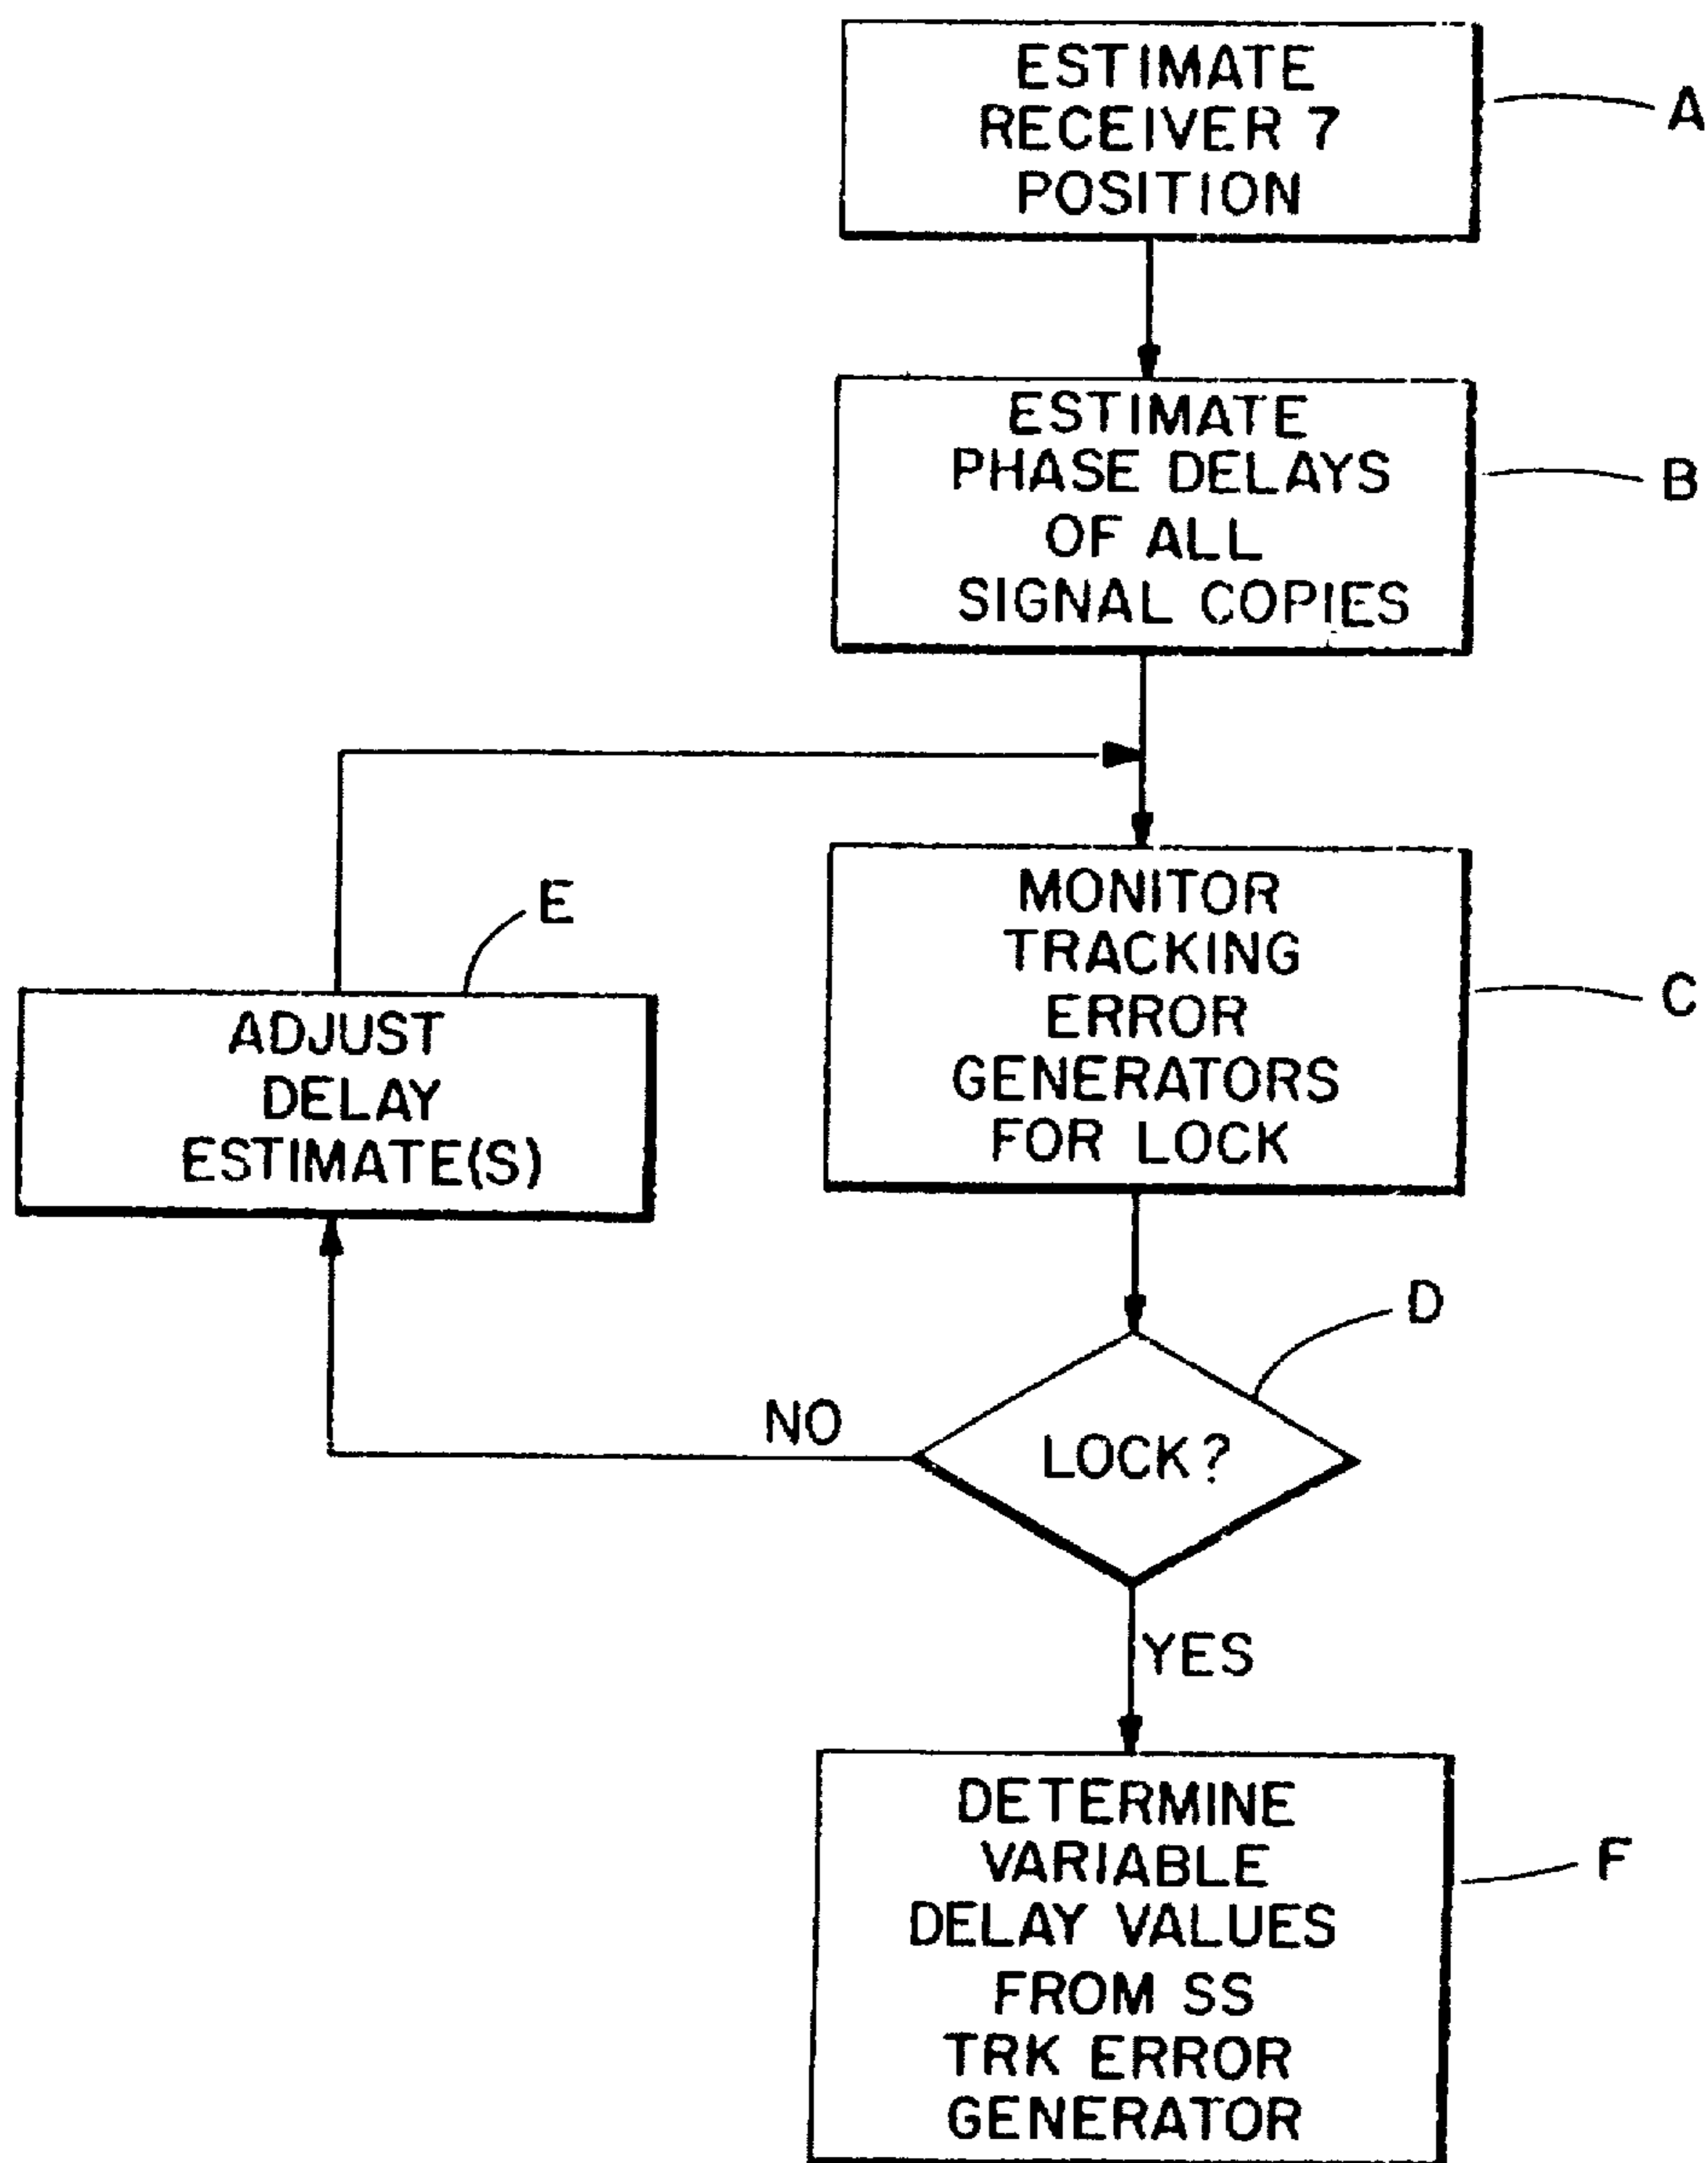 ESTIMATE
RECEIVER 7
POSITION
A
ESTIMATE
PHASE DELAYS
OF ALL
SIGNAL COPIES
B
MONITOR
TRACKING
ERROR
GENERATORS
FOR LOCK
C
E
ADJUST
DELAY
ESTIMATE(S)
D
LOCK?
NO
YES
DETERMINE
VARIABLE
DELAY VALUES
FROM SS
TRK ERROR
GENERATOR
F